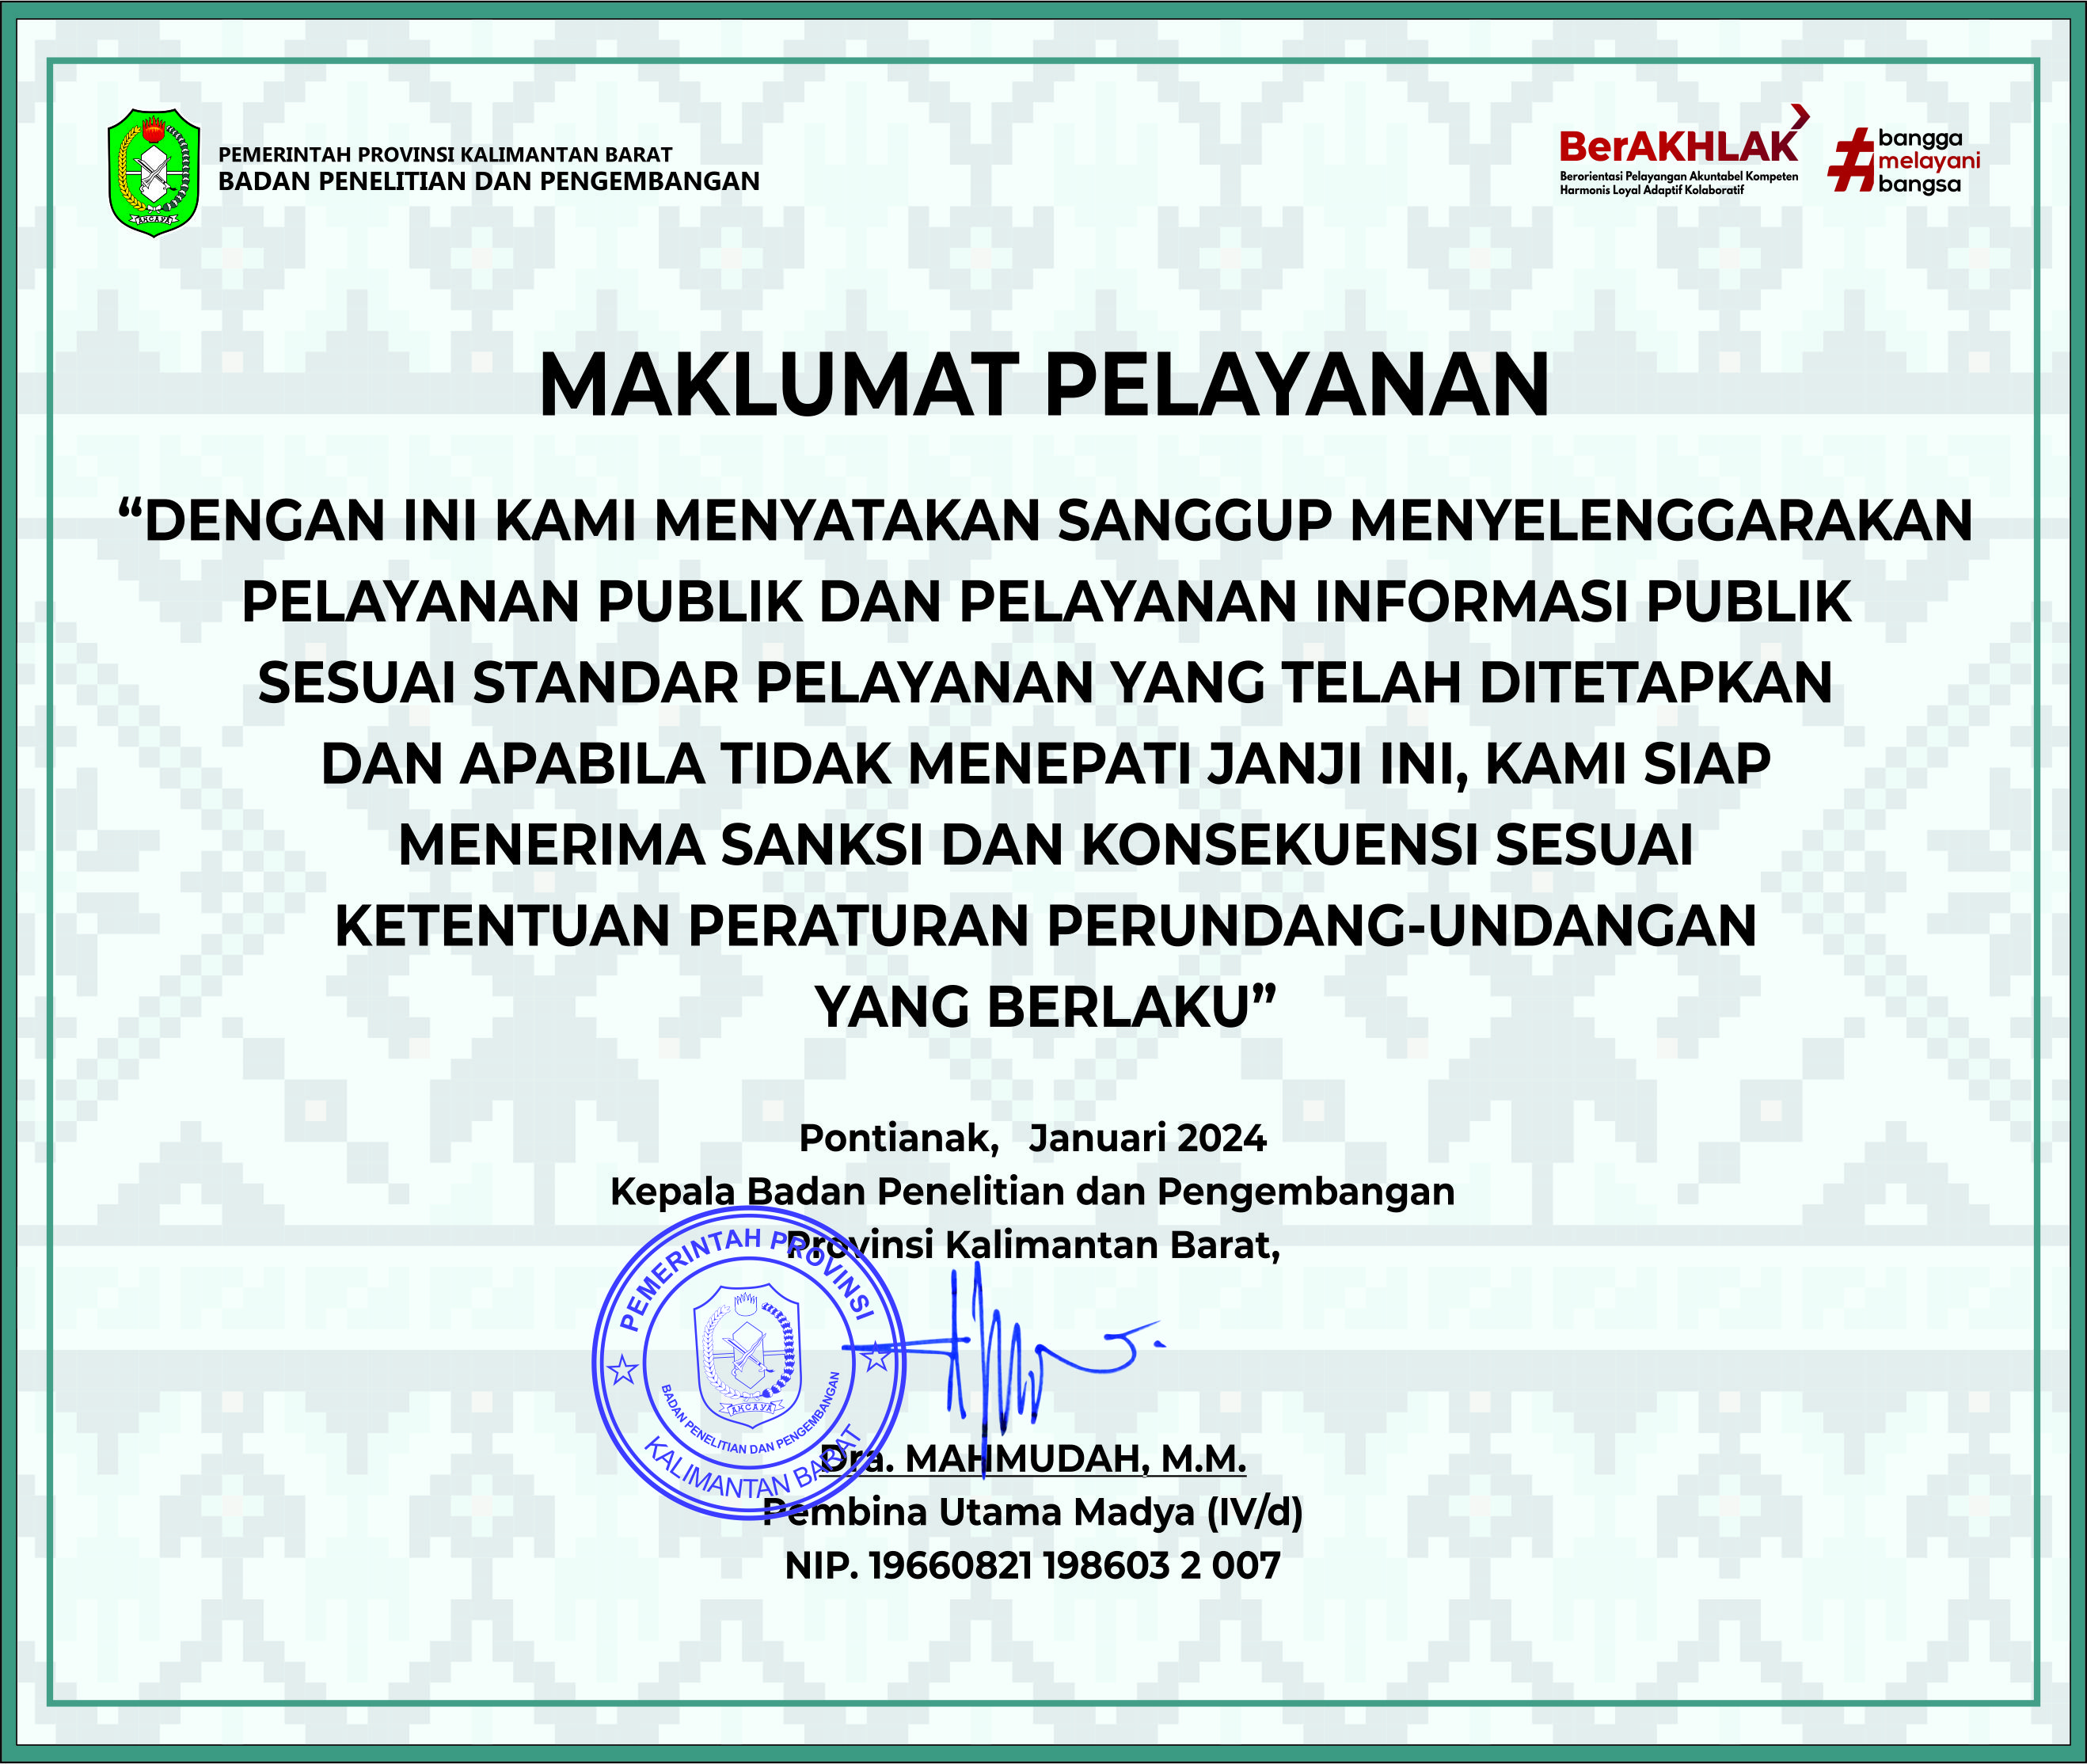 PEMERINTAH PROVINSI KALIMANTAN BARAT
BADAN PENELITIAN DAN PENGEMBANGAN
AKCAYA
BerAKHLAK
Berorientasi Pelayangan Akuntabel Kompeten
Harmonis Loyal Adaptif Kolaboratif
#bangga
melayani
bangsa
MAKLUMAT PELAYANAN
“DENGAN INI KAMI MENYATAKAN SANGGUP MENYELENGGARAKAN
PELAYANAN PUBLIK DAN PELAYANAN INFORMASI PUBLIK
SESUAI STANDAR PELAYANAN YANG TELAH DITETAPKAN
DAN APABILA TIDAK MENEPATI JANJI INI, KAMI SIAP
MENERIMA SANKSI DAN KONSEKUENSI SESUAI
KETENTUAN PERATURAN PERUNDANG-UNDANGAN
YANG BERLAKU”
Pontianak, Januari 2024
Kepala Badan Penelitian dan Pengembangan
Provinsi Kalimantan Barat,
PEMERINTAH PROVINSI
AKCAYA
BADAN PENELITIAN DAN PENGEMBANGAN
KALIMANTAN BARAT
Dra. MAHMUDAH, M.M.
Pembina Utama Madya (IV/d)
NIP. 19660821 198603 2 007